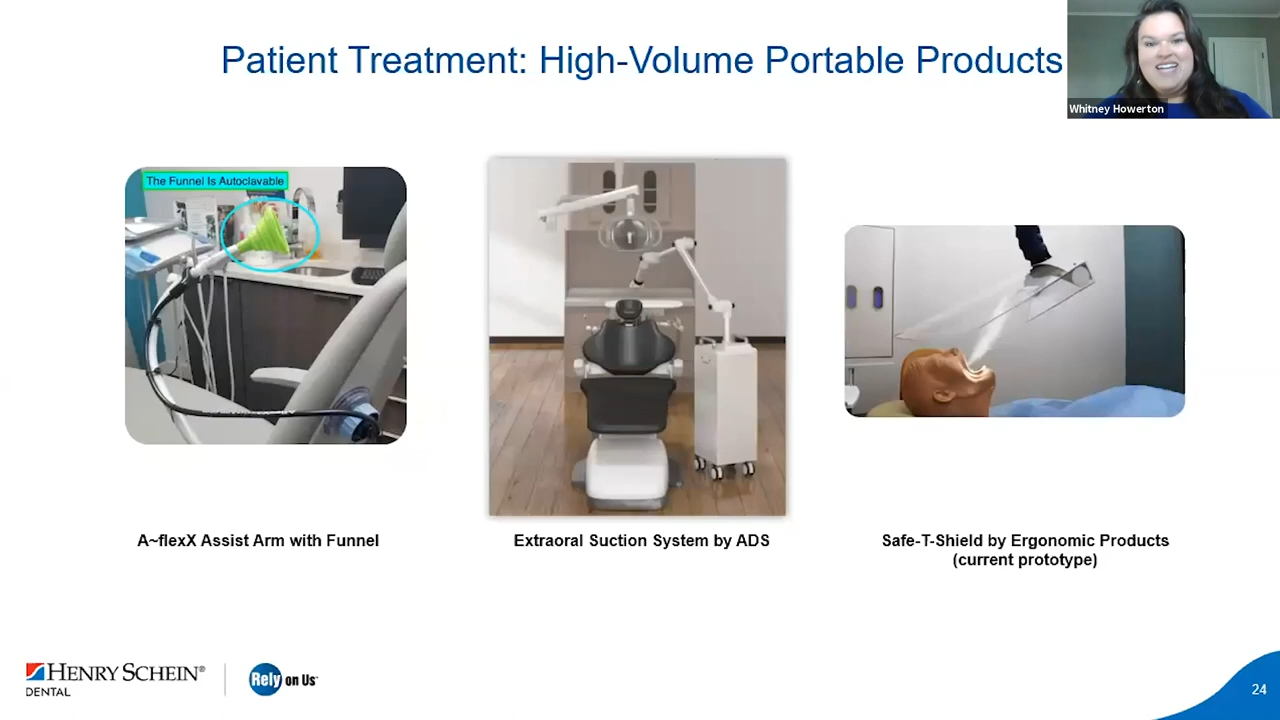 Patient Treatment: High-Volume Portable Products
Whitney Howerton
The Funnel Is Autoclavable
A~flexX Assist Arm with Funnel
Extraoral Suction System by ADS
Safe-T-Shield by Ergonomic Products
(current prototype)
HENRY SCHEIN®
DENTAL
Rely on Us
24